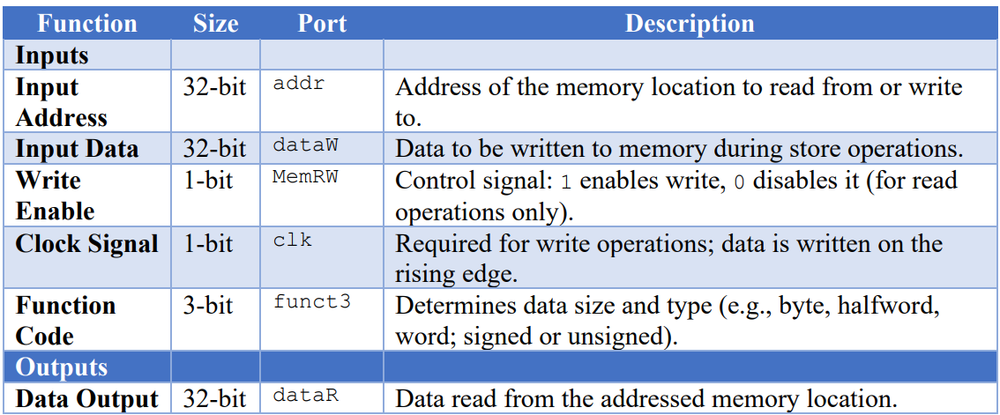 Function Size Port Description
Inputs
Input Address 32-bit addr Address of the memory location to read from or write to.
Input Data 32-bit dataW Data to be written to memory during store operations.
Write Enable 1-bit MemRW Control signal: 1 enables write, 0 disables it (for read operations only).
Clock Signal 1-bit clk Required for write operations; data is written on the rising edge.
Function Code 3-bit funct3 Determines data size and type (e.g., byte, halfword, word; signed or unsigned).
Outputs
Data Output 32-bit dataR Data read from the addressed memory location.